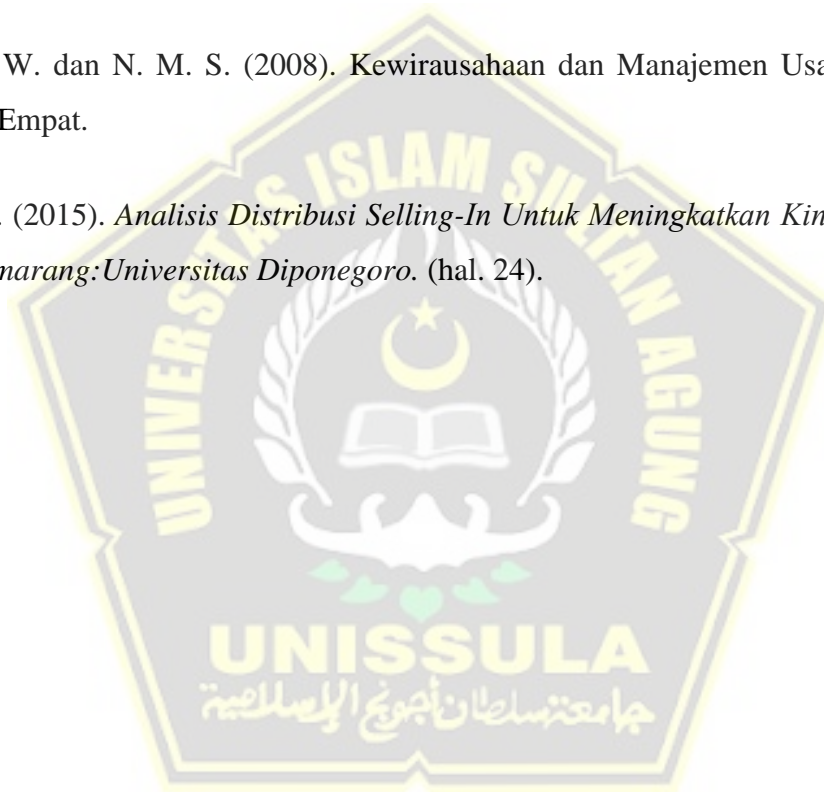 W. dan N. M. S. (2008). Kewirausahaan dan Manajemen Usa
Empat.
. (2015). Analisis Distribusi Selling-In Untuk Meningkatkan Kin
marang:Universitas Diponegoro. (hal. 24).
UNIVERSITAS ISLAM SULTAN AGUNG
UNISSULA
جامعة سلطان أجونج الإسلامية